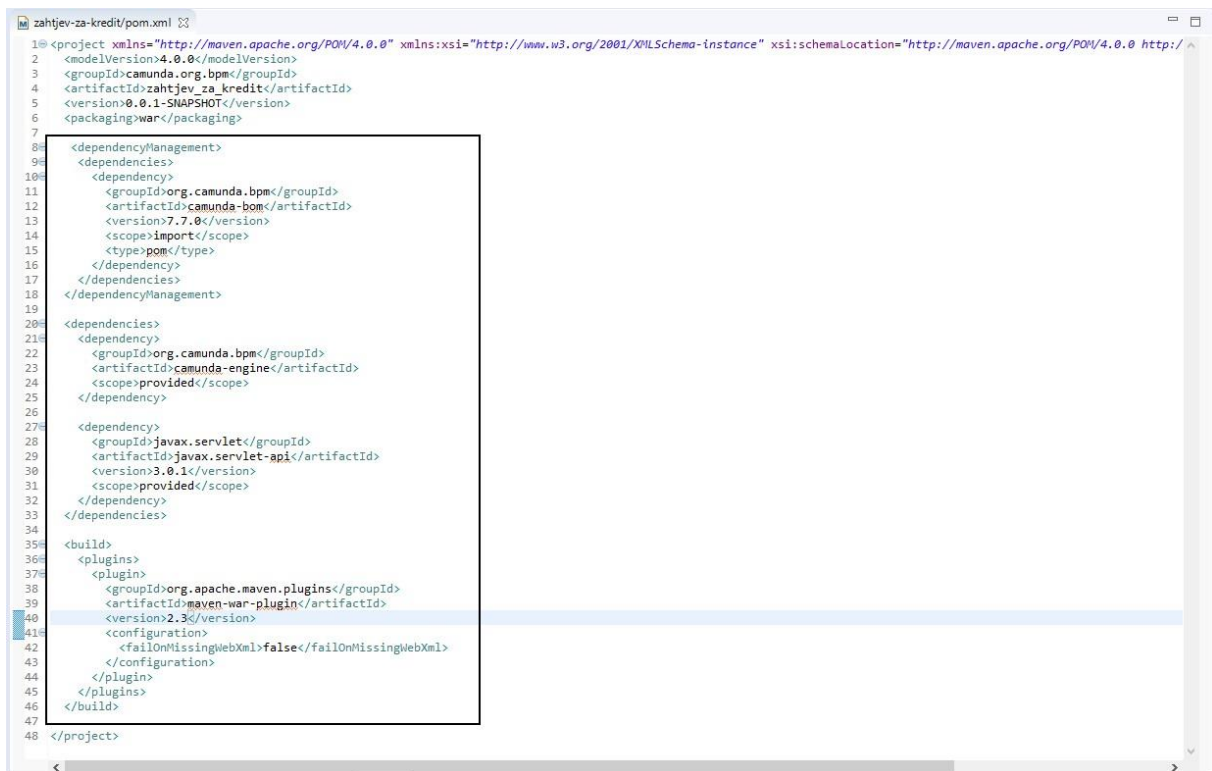 zahtjev-za-kredit/pom.xml
1 <project xmlns="http://maven.apache.org/POM/4.0.0" xmlns:xsi="http://www.w3.org/2001/XMLSchema-instance" xsi:schemaLocation="http://maven.apache.org/POM/4.0.0 http:/
2 <modelVersion>4.0.0</modelVersion>
3 <groupId>camunda.org.bpm</groupId>
4 <artifactId>zahtjev_za_kredit</artifactId>
5 <version>0.0.1-SNAPSHOT</version>
6 <packaging>war</packaging>
7
8 <dependencyManagement>
9 <dependencies>
10 <dependency>
11 <groupId>org.camunda.bpm</groupId>
12 <artifactId>camunda-bom</artifactId>
13 <version>7.7.0</version>
14 <scope>import</scope>
15 <type>pom</type>
16 </dependency>
17 </dependencies>
18 </dependencyManagement>
19
20 <dependencies>
21 <dependency>
22 <groupId>org.camunda.bpm</groupId>
23 <artifactId>camunda-engine</artifactId>
24 <scope>provided</scope>
25 </dependency>
26
27 <dependency>
28 <groupId>javax.servlet</groupId>
29 <artifactId>javax.servlet-api</artifactId>
30 <version>3.0.1</version>
31 <scope>provided</scope>
32 </dependency>
33 </dependencies>
34
35 <build>
36 <plugins>
37 <plugin>
38 <groupId>org.apache.maven.plugins</groupId>
39 <artifactId>maven-war-plugin</artifactId>
40 <version>2.3</version>
41 <configuration>
42 <failOnMissingWebXml>false</failOnMissingWebXml>
43 </configuration>
44 </plugin>
45 </plugins>
46 </build>
47
48 </project>